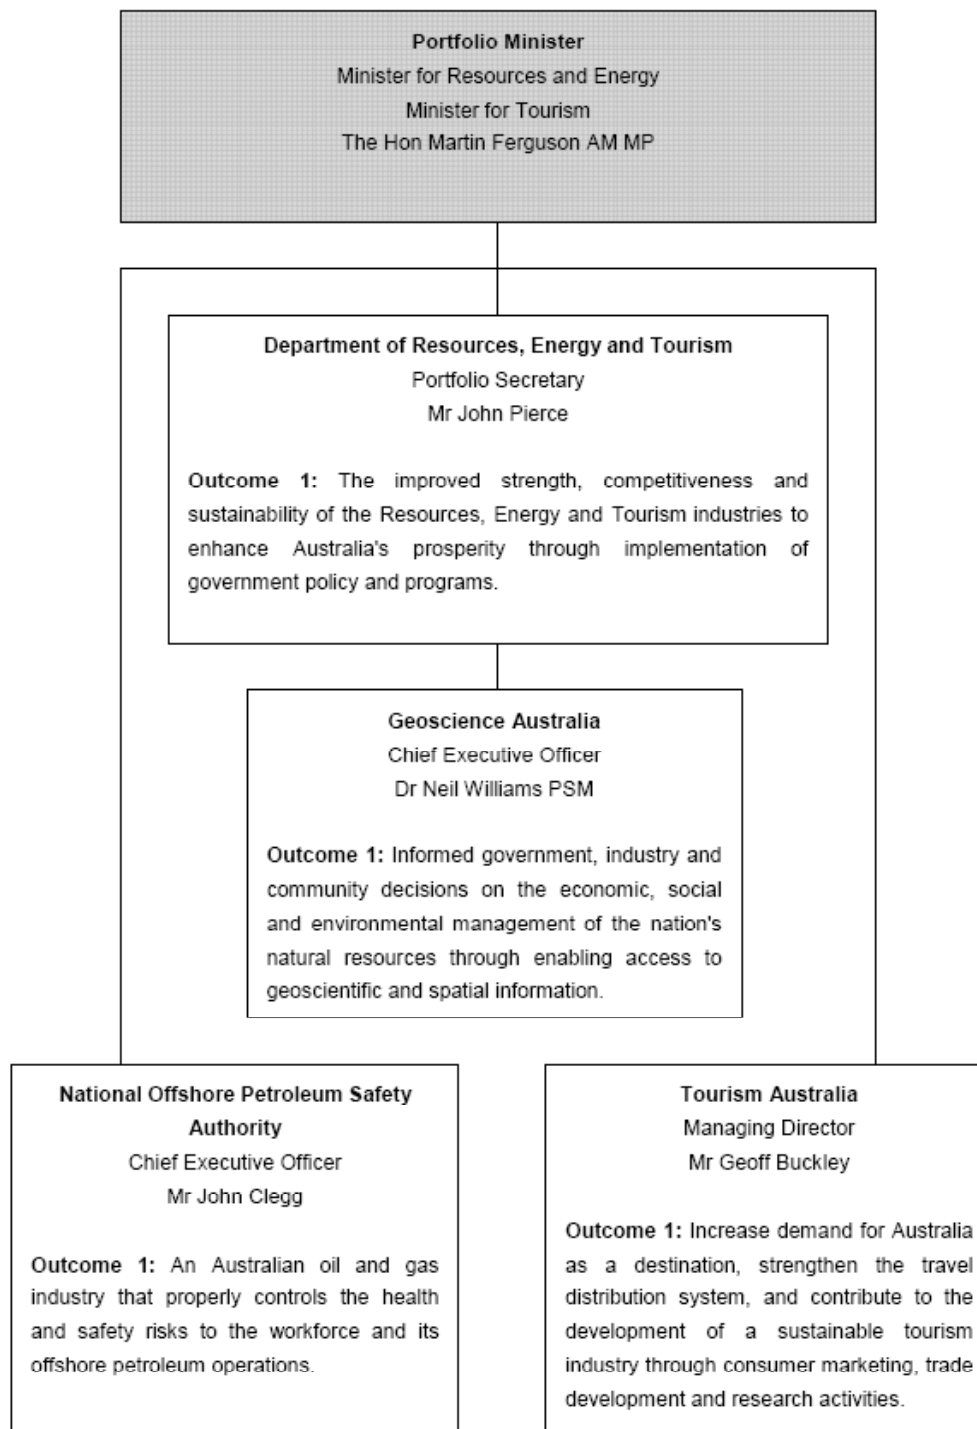 Portfolio Minister
Minister for Resources and Energy
Minister for Tourism
The Hon Martin Ferguson AM MP
Department of Resources, Energy and Tourism
Portfolio Secretary
Mr John Pierce
Outcome 1: The improved strength, competitiveness and
sustainability of the Resources, Energy and Tourism industries to
enhance Australia's prosperity through implementation of
government policy and programs.
Geoscience Australia
Chief Executive Officer
Dr Neil Williams PSM
Outcome 1: Informed government, industry and
community decisions on the economic, social
and environmental management of the nation's
natural resources through enabling access to
geoscientific and spatial information.
National Offshore Petroleum Safety
Authority
Chief Executive Officer
Mr John Clegg
Outcome 1: An Australian oil and gas
industry that properly controls the health
and safety risks to the workforce and its
offshore petroleum operations.
Tourism Australia
Managing Director
Mr Geoff Buckley
Outcome 1: Increase demand for Australia
as a destination, strengthen the travel
distribution system, and contribute to the
development of a sustainable tourism
industry through consumer marketing, trade
development and research activities.